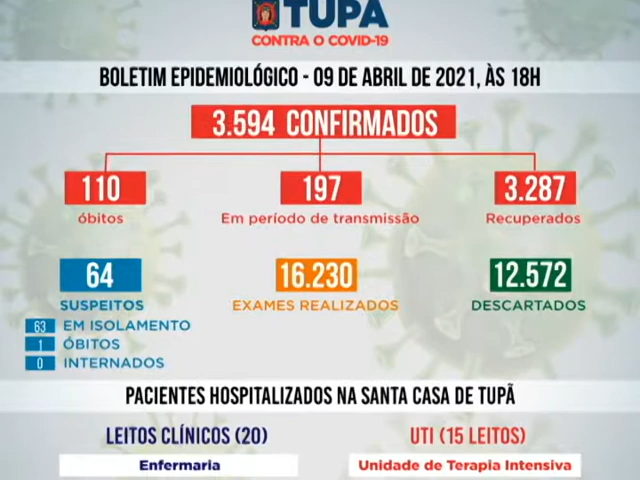 TUPÃ
CONTRA O COVID-19
BOLETIM EPIDEMIOLÓGICO - 09 DE ABRIL DE 2021, ÀS 18H
3.594 CONFIRMADOS
110
óbitos
197
Em período de transmissão
3.287
Recuperados
64
SUSPEITOS
63 EM ISOLAMENTO
1 ÓBITOS
0 INTERNADOS
16.230
EXAMES REALIZADOS
12.572
DESCARTADOS
PACIENTES HOSPITALIZADOS NA SANTA CASA DE TUPÃ
LEITOS CLÍNICOS (20)
Enfermaria
UTI (15 LEITOS)
Unidade de Terapia Intensiva